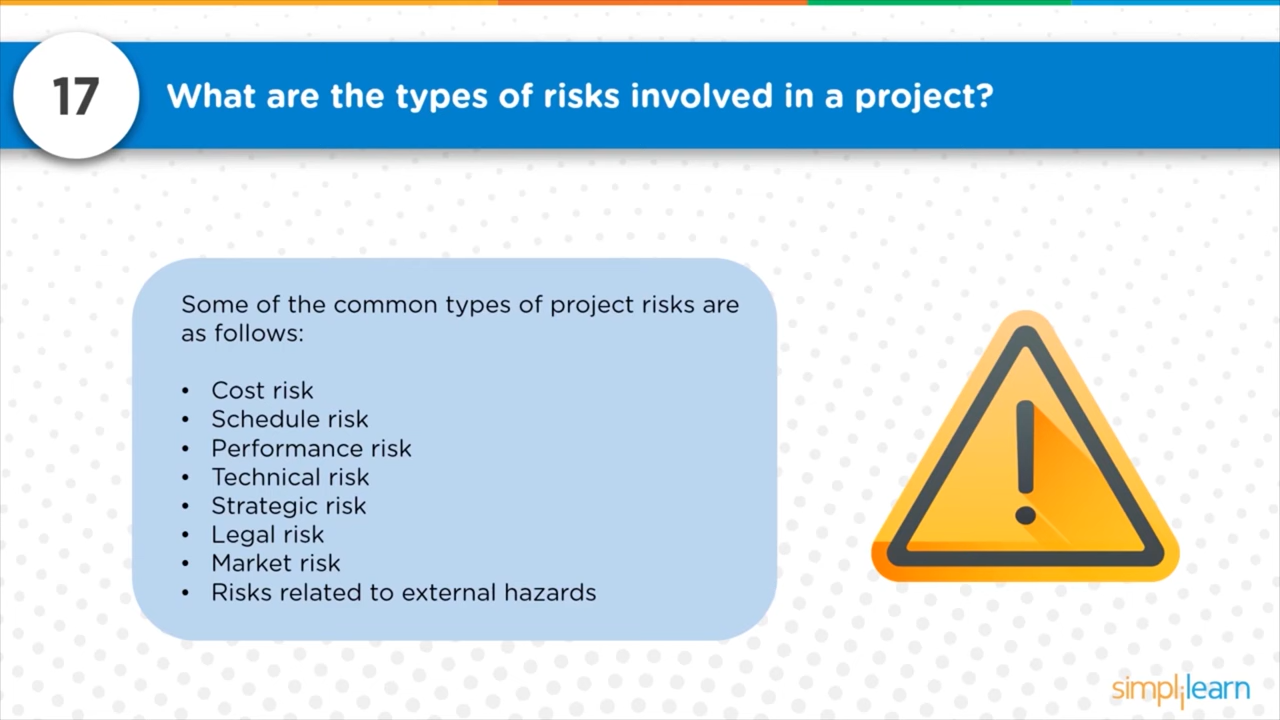 17
What are the types of risks involved in a project?
Some of the common types of project risks are
as follows:
• Cost risk
• Schedule risk
• Performance risk
• Technical risk
• Strategic risk
• Legal risk
• Market risk
• Risks related to external hazards
simplilearn